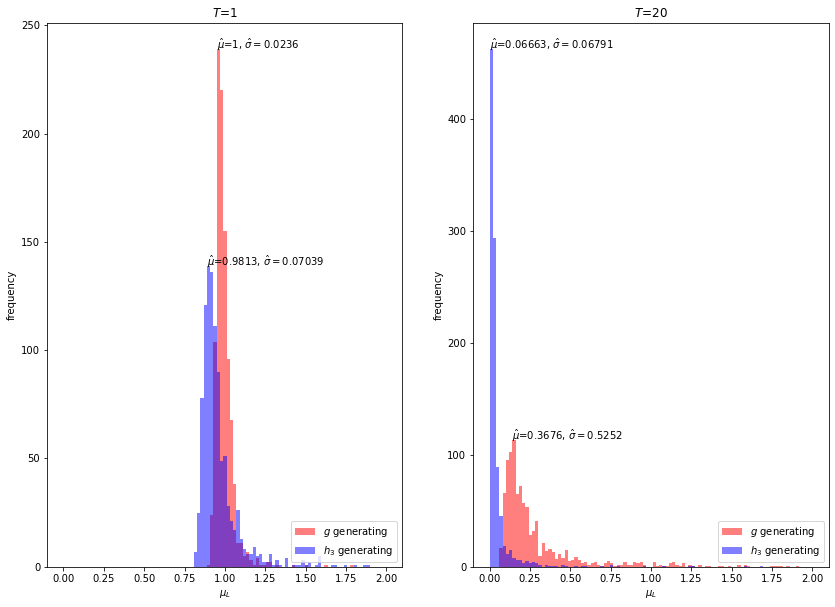 T=1
250
200
150
100
50
0
frequency
μ̂=1, σ̂ = 0.0236
μ̂=0.9813, σ̂ = 0.07039
g generating
h₃ generating
0.00 0.25 0.50 0.75 1.00 1.25 1.50 1.75 2.00
μ_L
T=20
400
300
200
100
0
frequency
μ̂=0.06663, σ̂ = 0.06791
μ̂=0.3676, σ̂ = 0.5252
g generating
h₃ generating
0.00 0.25 0.50 0.75 1.00 1.25 1.50 1.75 2.00
μ_L